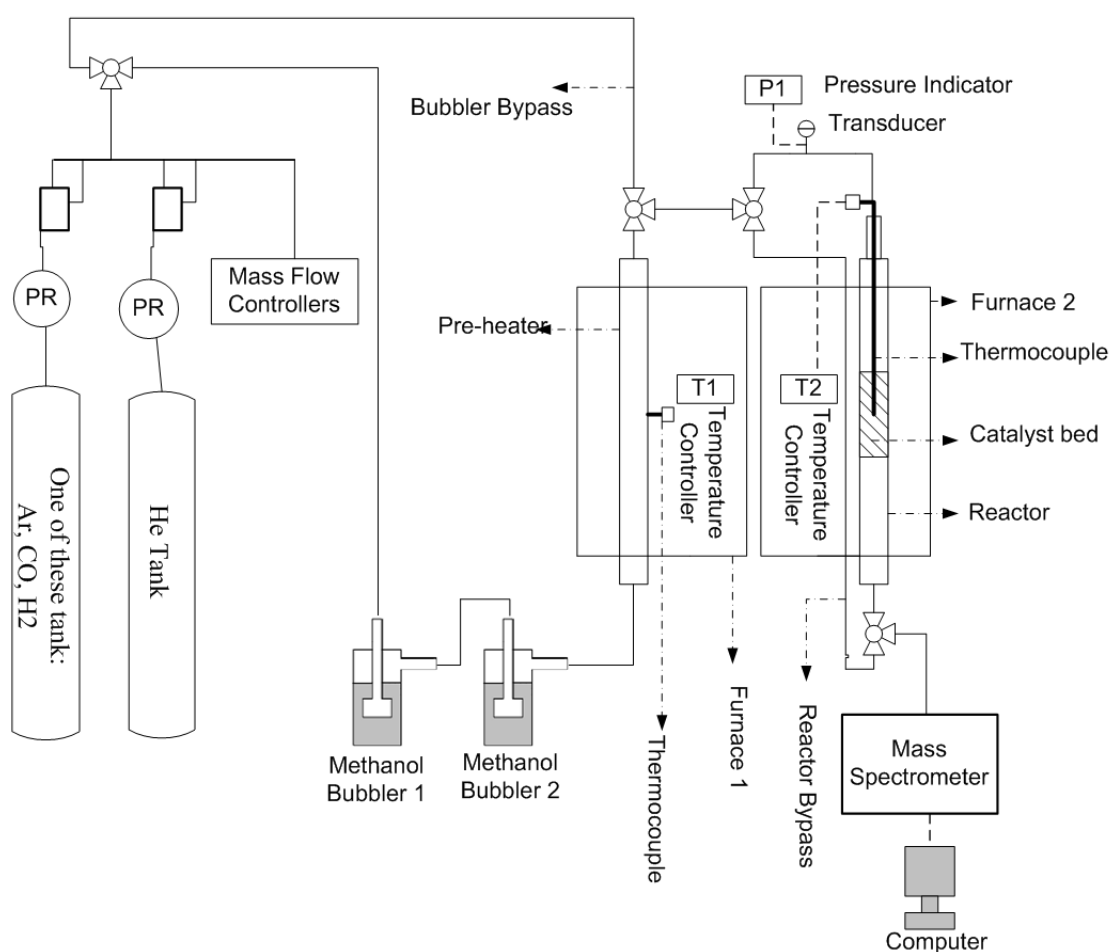 Bubbler Bypass
P1
Pressure Indicator
Transducer
Mass Flow
Controllers
PR
PR
Pre-heater
Furnace 2
Thermocouple
T1
Temperature
Controller
T2
Temperature
Controller
Catalyst bed
Reactor
One of these tank:
Ar, CO, H2
He Tank
Methanol
Bubbler 1
Methanol
Bubbler 2
Thermocouple
Furnace 1
Reactor Bypass
Mass
Spectrometer
Computer